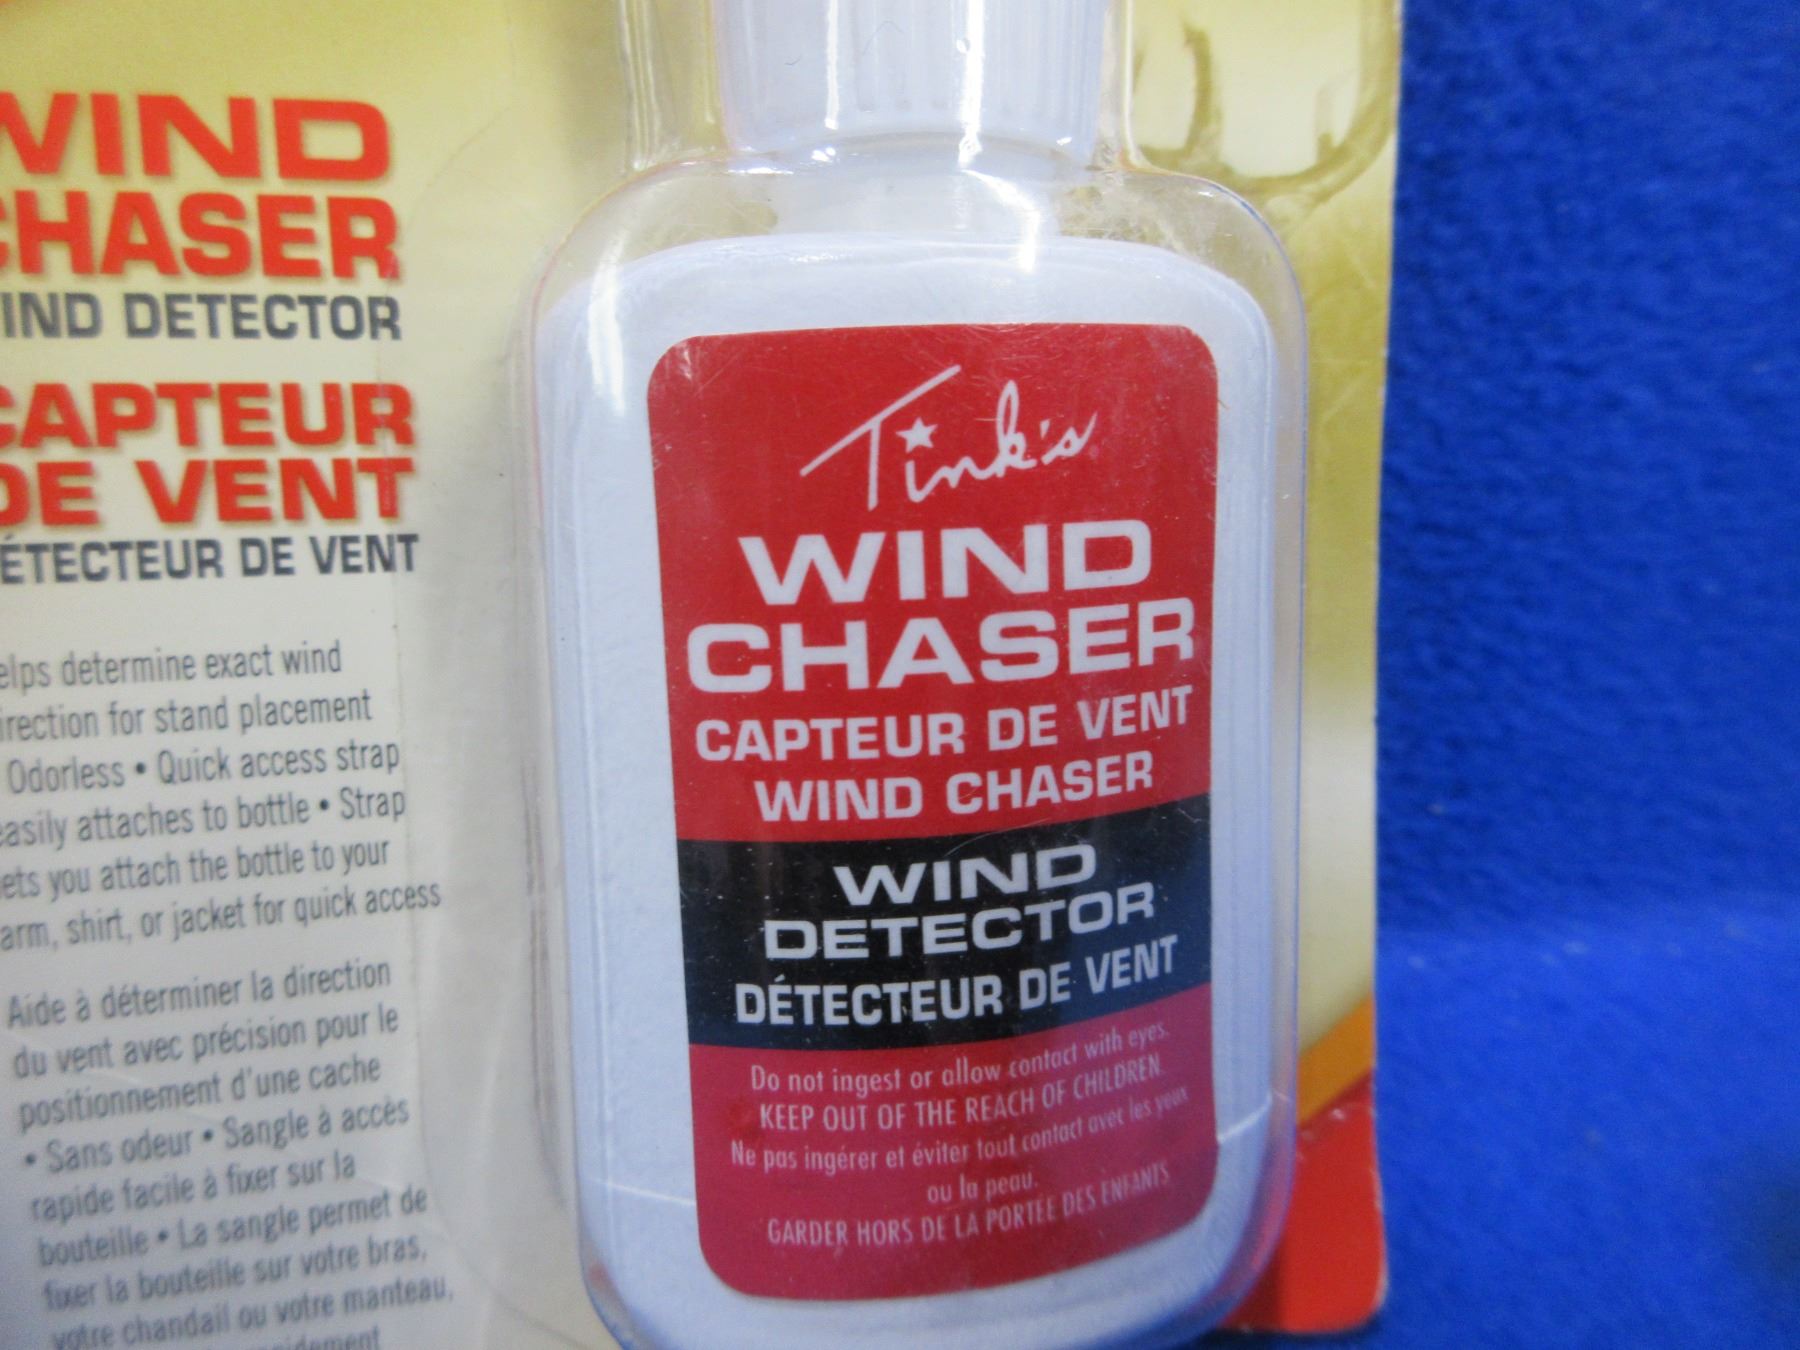 WIND
CHASER
WIND DETECTOR
CAPTEUR
DE VENT
DÉTECTEUR DE VENT
elps determine exact wind
irection for stand placement
Odorless • Quick access strap
easily attaches to bottle • Strap
ets you attach the bottle to your
arm, shirt, or jacket for quick access
Aide à déterminer la direction
du vent avec précision pour le
positionnement d'une cache
• Sans odeur • Sangle à accès
rapide facile à fixer sur la
bouteille • La sangle permet de
fixer la bouteille sur votre bras,
votre chandail ou votre manteau,
Tink's
WIND
CHASER
CAPTEUR DE VENT
WIND CHASER
WIND
DETECTOR
DÉTECTEUR DE VENT
Do not ingest or allow contact with eyes.
KEEP OUT OF THE REACH OF CHILDREN.
Ne pas ingérer et éviter tout contact avec les yeux
ou la peau.
GARDER HORS DE LA PORTÉE DES ENFANTS